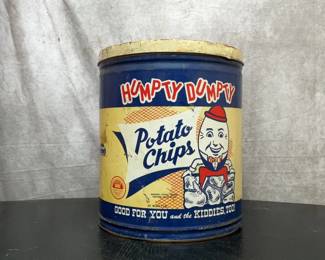 HUMPTY DUMPTY
Potato
Chips
GOOD FOR YOU and the KIDDIES, TOO!